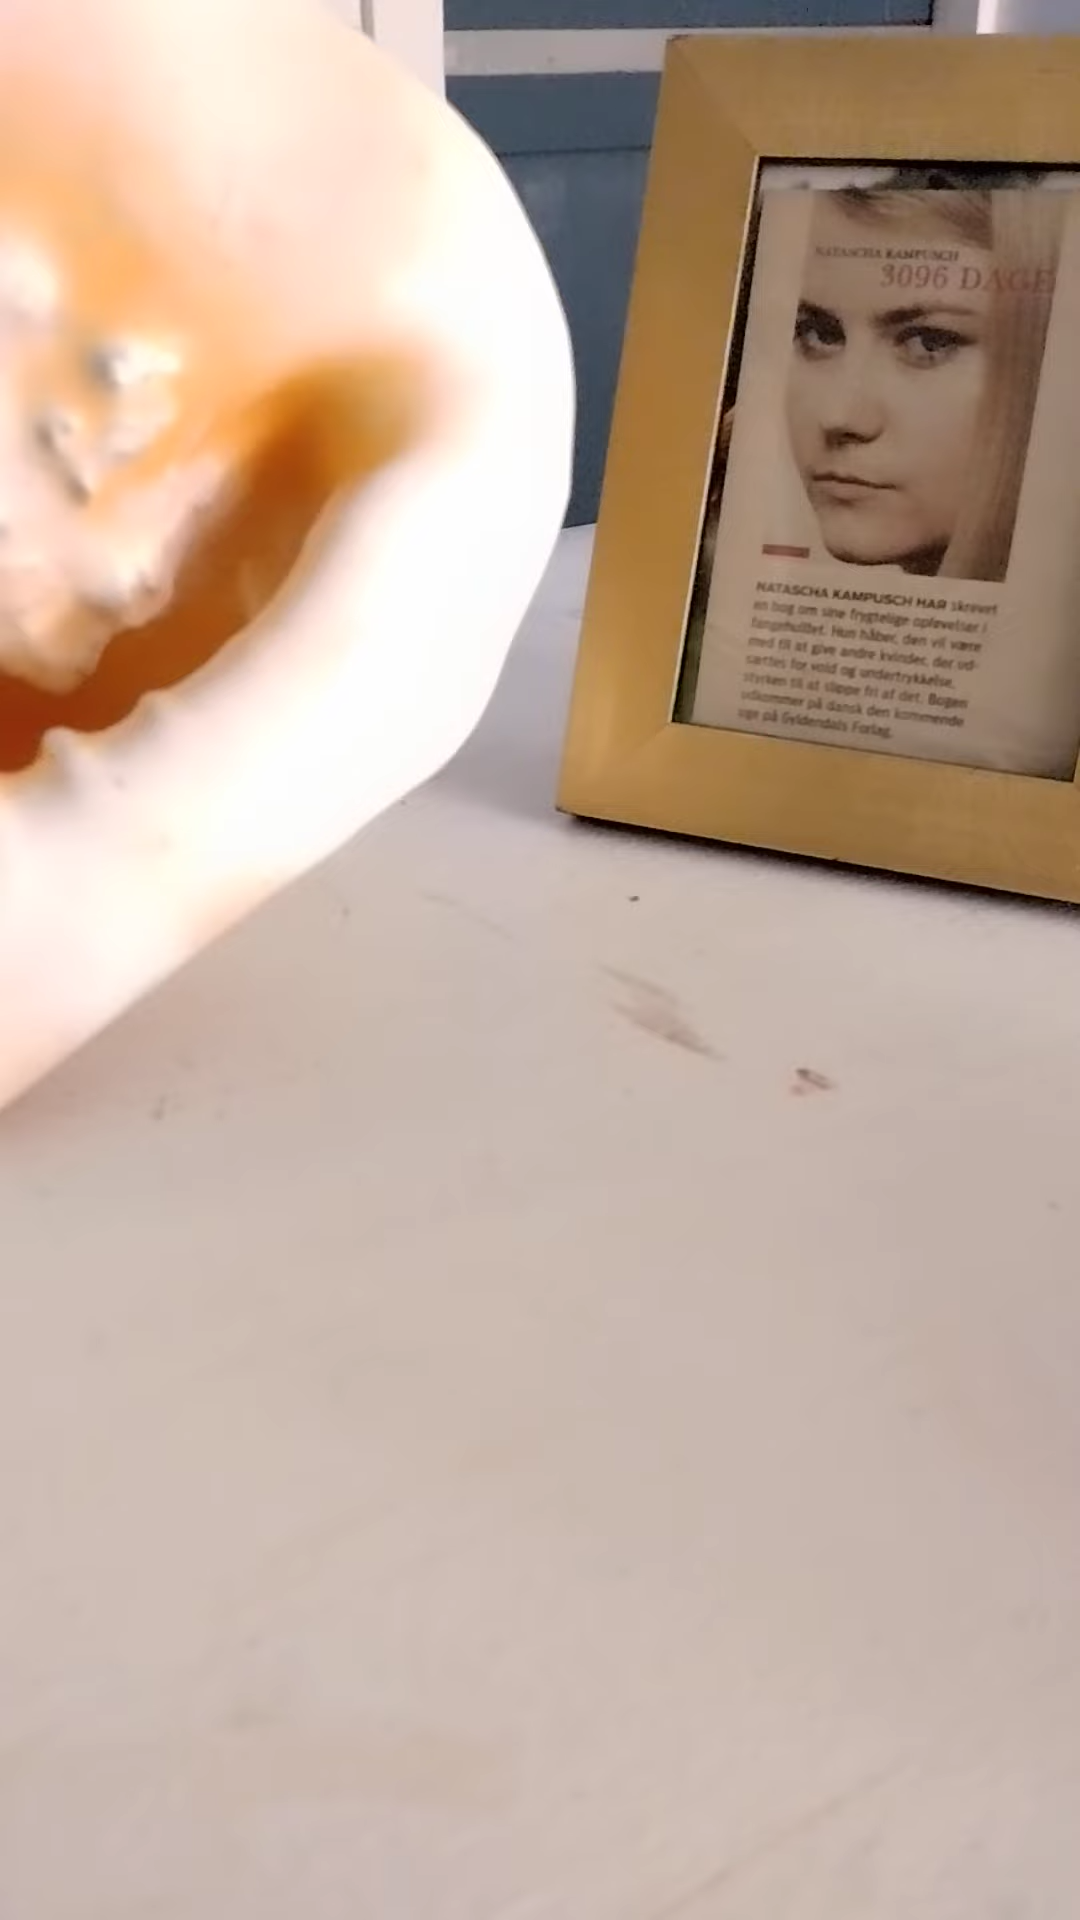 NATASCHA KAMPUSCH
3096 DAGE
NATASCHA KAMPUSCH HAR skrevet
en bog om sine frygtelige oplevelser i
fangehullet. Hun håber, den vil være
med til at give andre kvinder, der ud-
sættes for vold og undertrykkelse,
styrken til at slippe fri af det. Bogen
udkommer på dansk den kommende
uge på Gyldendals Forlag.